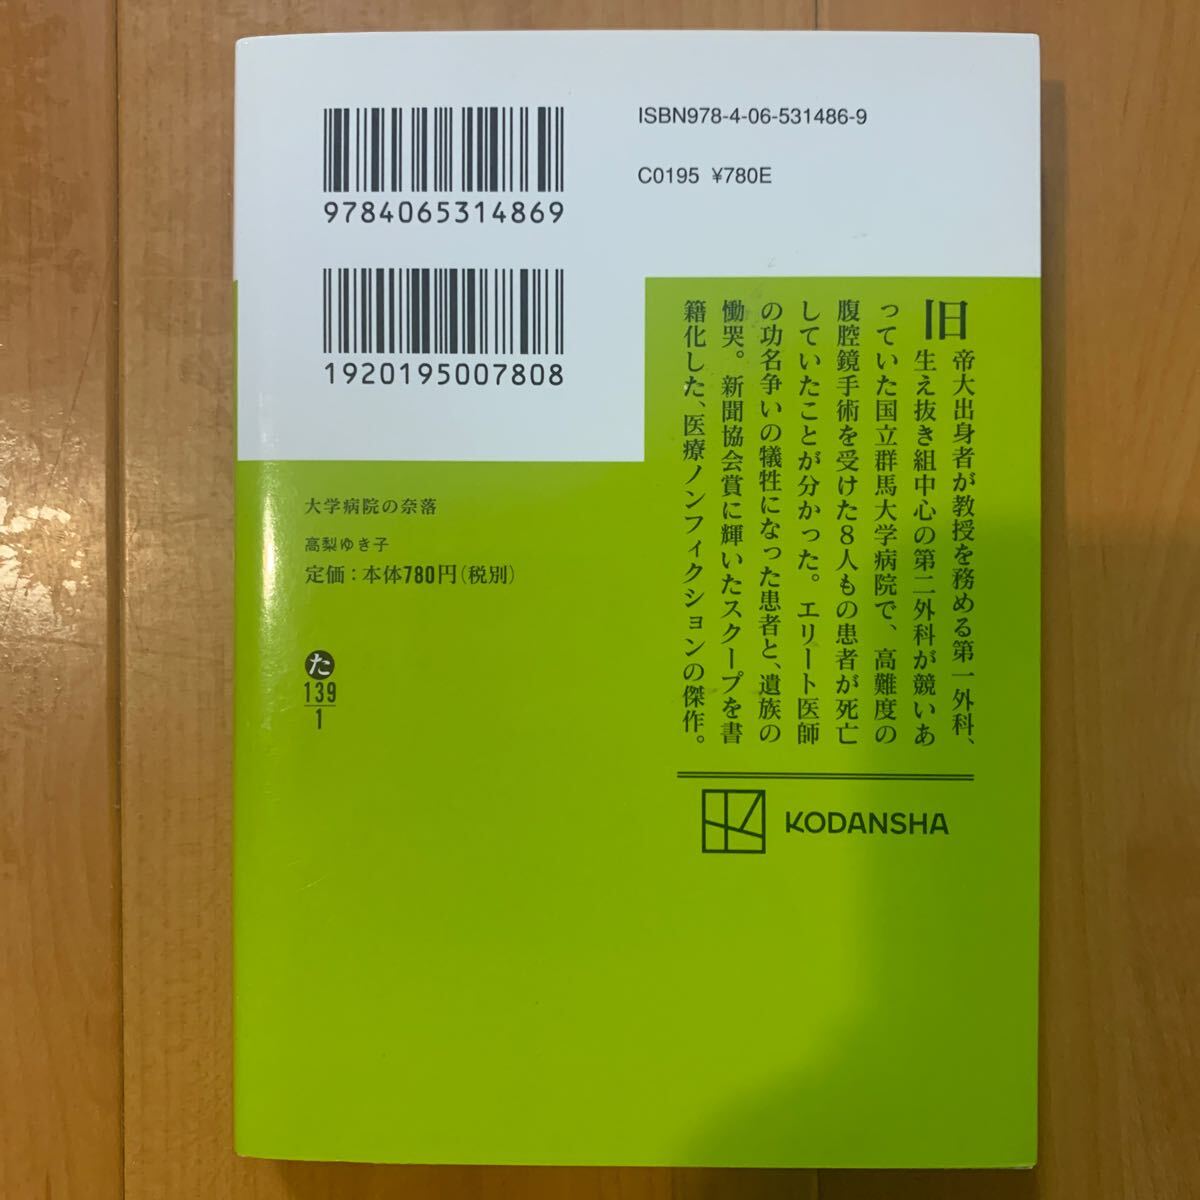 ISBN978-4-06-531486-9
C0195 ¥780E
9784065314869
1920195007808
旧帝大出身者が教授を務める第一外科、
生え抜き組中心の第二外科が競いあ
っていた国立群馬大学病院で、高難度の
腹腔鏡手術を受けた8人もの患者が死亡
していたことが分かった。エリート医師
の功名争いの犠牲になった患者と、遺族の
慟哭。新聞協会賞に輝いたスクープを書
籍化した、医療ノンフィクションの傑作。
大学病院の奈落
高梨ゆき子
定価：本体780円（税別）
た
139
1
KODANSHA